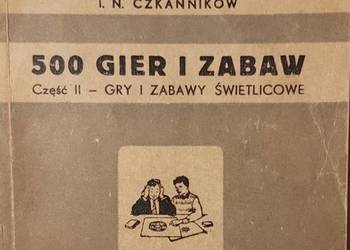 I. N. CZKANNIKOW
500 GIER I ZABAW
Część II – GRY I ZABAWY ŚWIETLICOWE